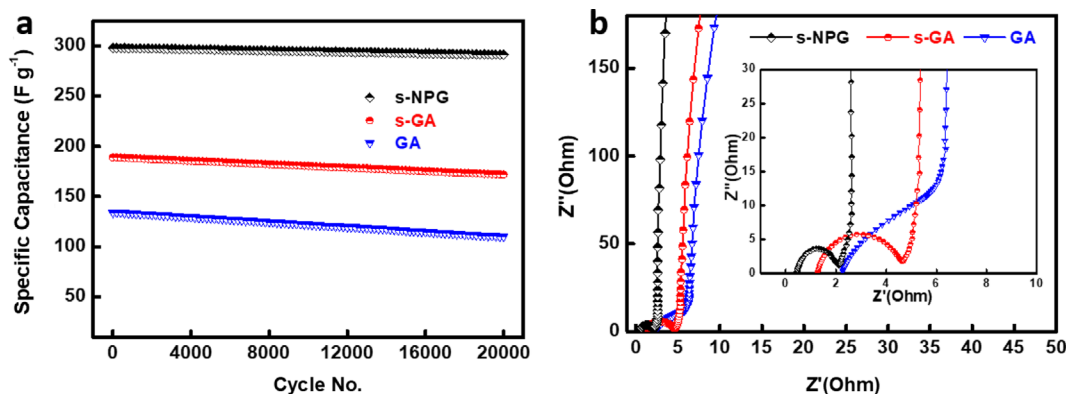 a
Specific Capacitance (F g⁻¹)
300
250
200
150
100
50
s-NPG
s-GA
GA
0 4000 8000 12000 16000 20000
Cycle No.
b
Z''(Ohm)
150
100
50
0
s-NPG s-GA GA
Z''(Ohm)
30
25
20
15
10
5
0
0 2 4 6 8 10
Z'(Ohm)
0 5 10 15 20 25 30 35 40 45 50
Z'(Ohm)